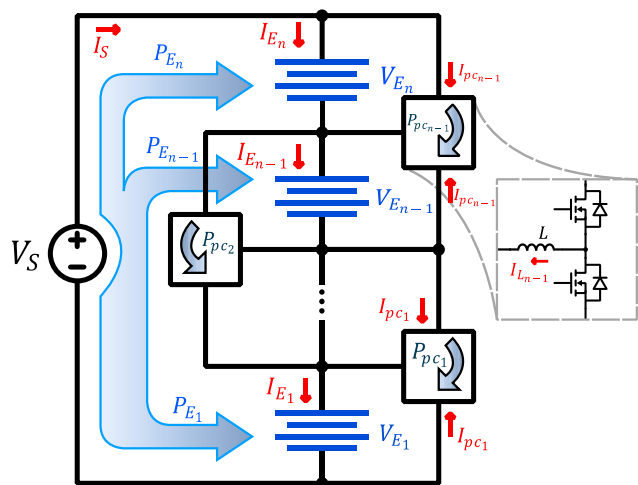 I_S
I_{E_n}
P_{E_n}
V_{E_n}
I_{pc_{n-1}}
P_{pc_{n-1}}
P_{E_{n-1}}
I_{E_{n-1}}
V_{E_{n-1}}
I_{pc_{n-1}}
V_S
+
−
P_{pc_2}
L
I_{L_{n-1}}
I_{pc_1}
P_{pc_1}
I_{E_1}
P_{E_1}
V_{E_1}
I_{pc_1}